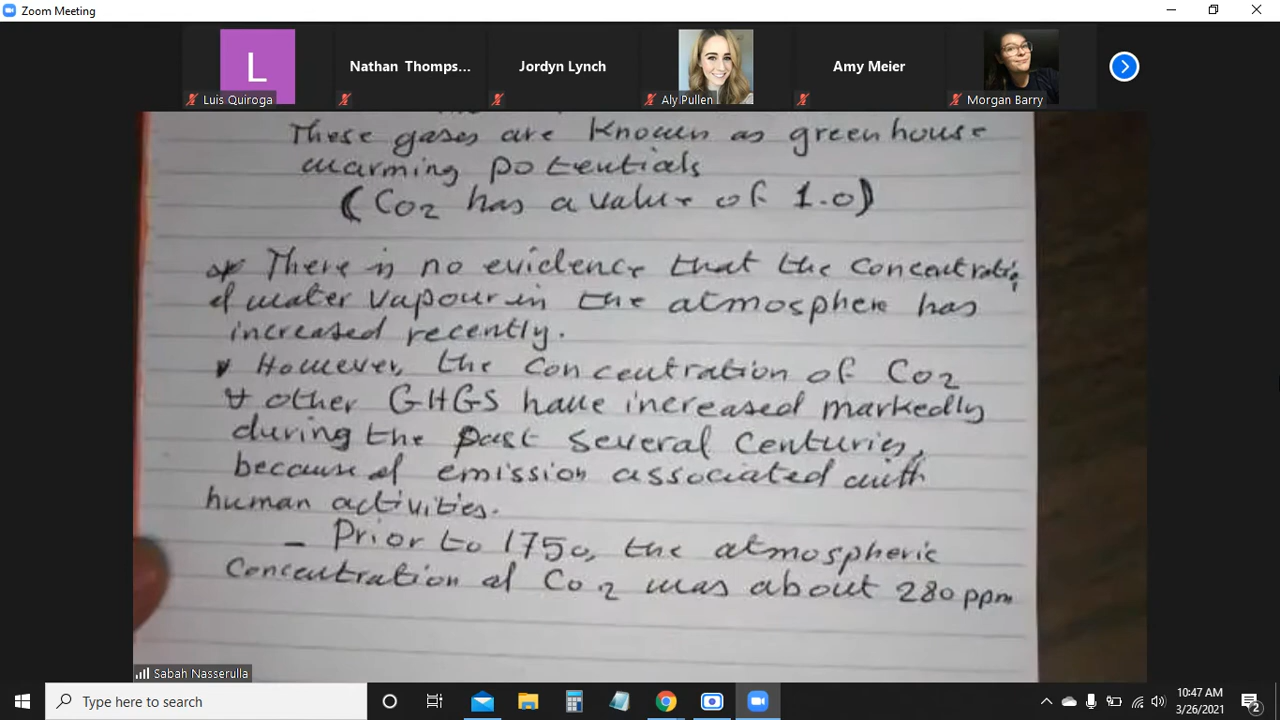 Zoom Meeting
L
Luis Quiroga
Nathan Thomps...
Jordyn Lynch
Aly Pullen
Amy Meier
Morgan Barry
These gases are known as greenhouse
warming potentials
(CO2 has a value of 1.0)
* There is no evidence that the concentration
of water vapour in the atmosphere has
increased recently.
However, the concentration of CO2
& other GHGS have increased markedly
during the past several centuries,
because of emission associated with
human activities.
- Prior to 1750, the atmospheric
concentration of CO2 was about 280 ppm
Sabah Nasserulla
Type here to search
10:47 AM
3/26/2021
2